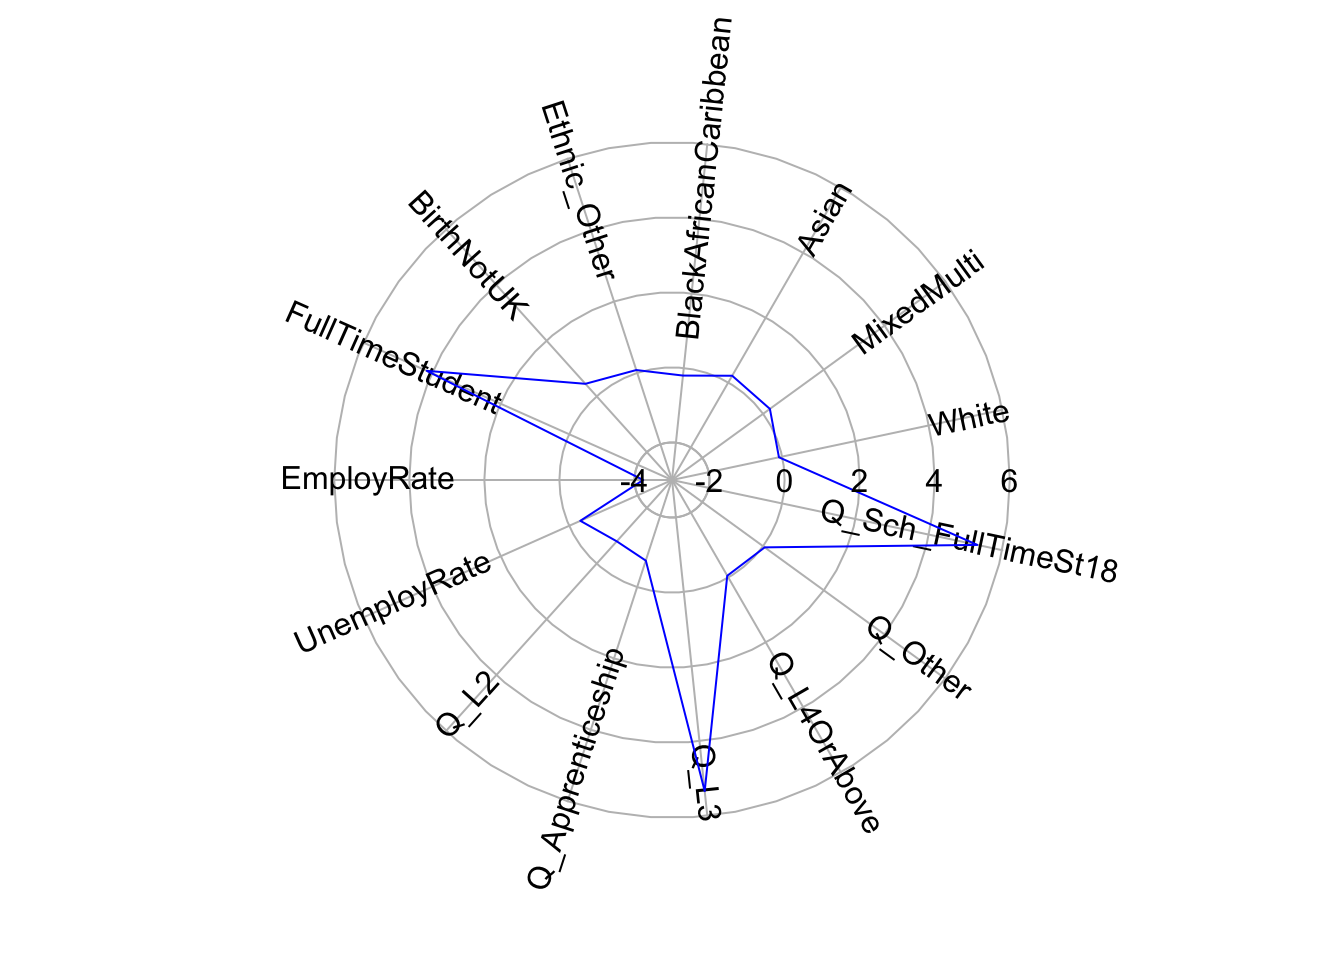 BlackAfricanCaribbean
Ethnic_Other
Asian
BirthNotUK
MixedMulti
FullTimeStudent
White
EmployRate
-4 -2 0 2 4 6
Q_Sch_FullTimeSt18
UnemployRate
Q_Other
Q_L2
Q_Apprenticeship
Q_L4OrAbove
Q_L3